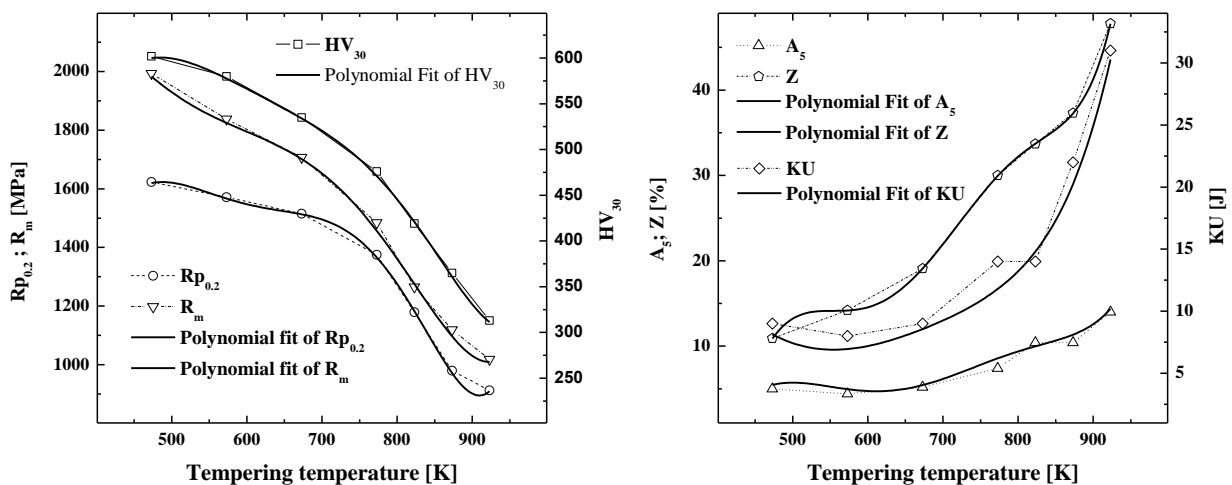 HV30
Polynomial Fit of HV30
Rp0.2
Rm
Polynomial fit of Rp0.2
Polynomial fit of Rm
2000
1800
1600
1400
1200
1000
Rp0.2 ; Rm [MPa]
600
550
500
450
400
350
300
250
HV30
500 600 700 800 900
Tempering temperature [K]
A5
Z
Polynomial Fit of A5
Polynomial Fit of Z
KU
Polynomial Fit of KU
40
30
20
10
A5; Z [%]
30
25
20
15
10
5
KU [J]
500 600 700 800 900
Tempering temperature [K]